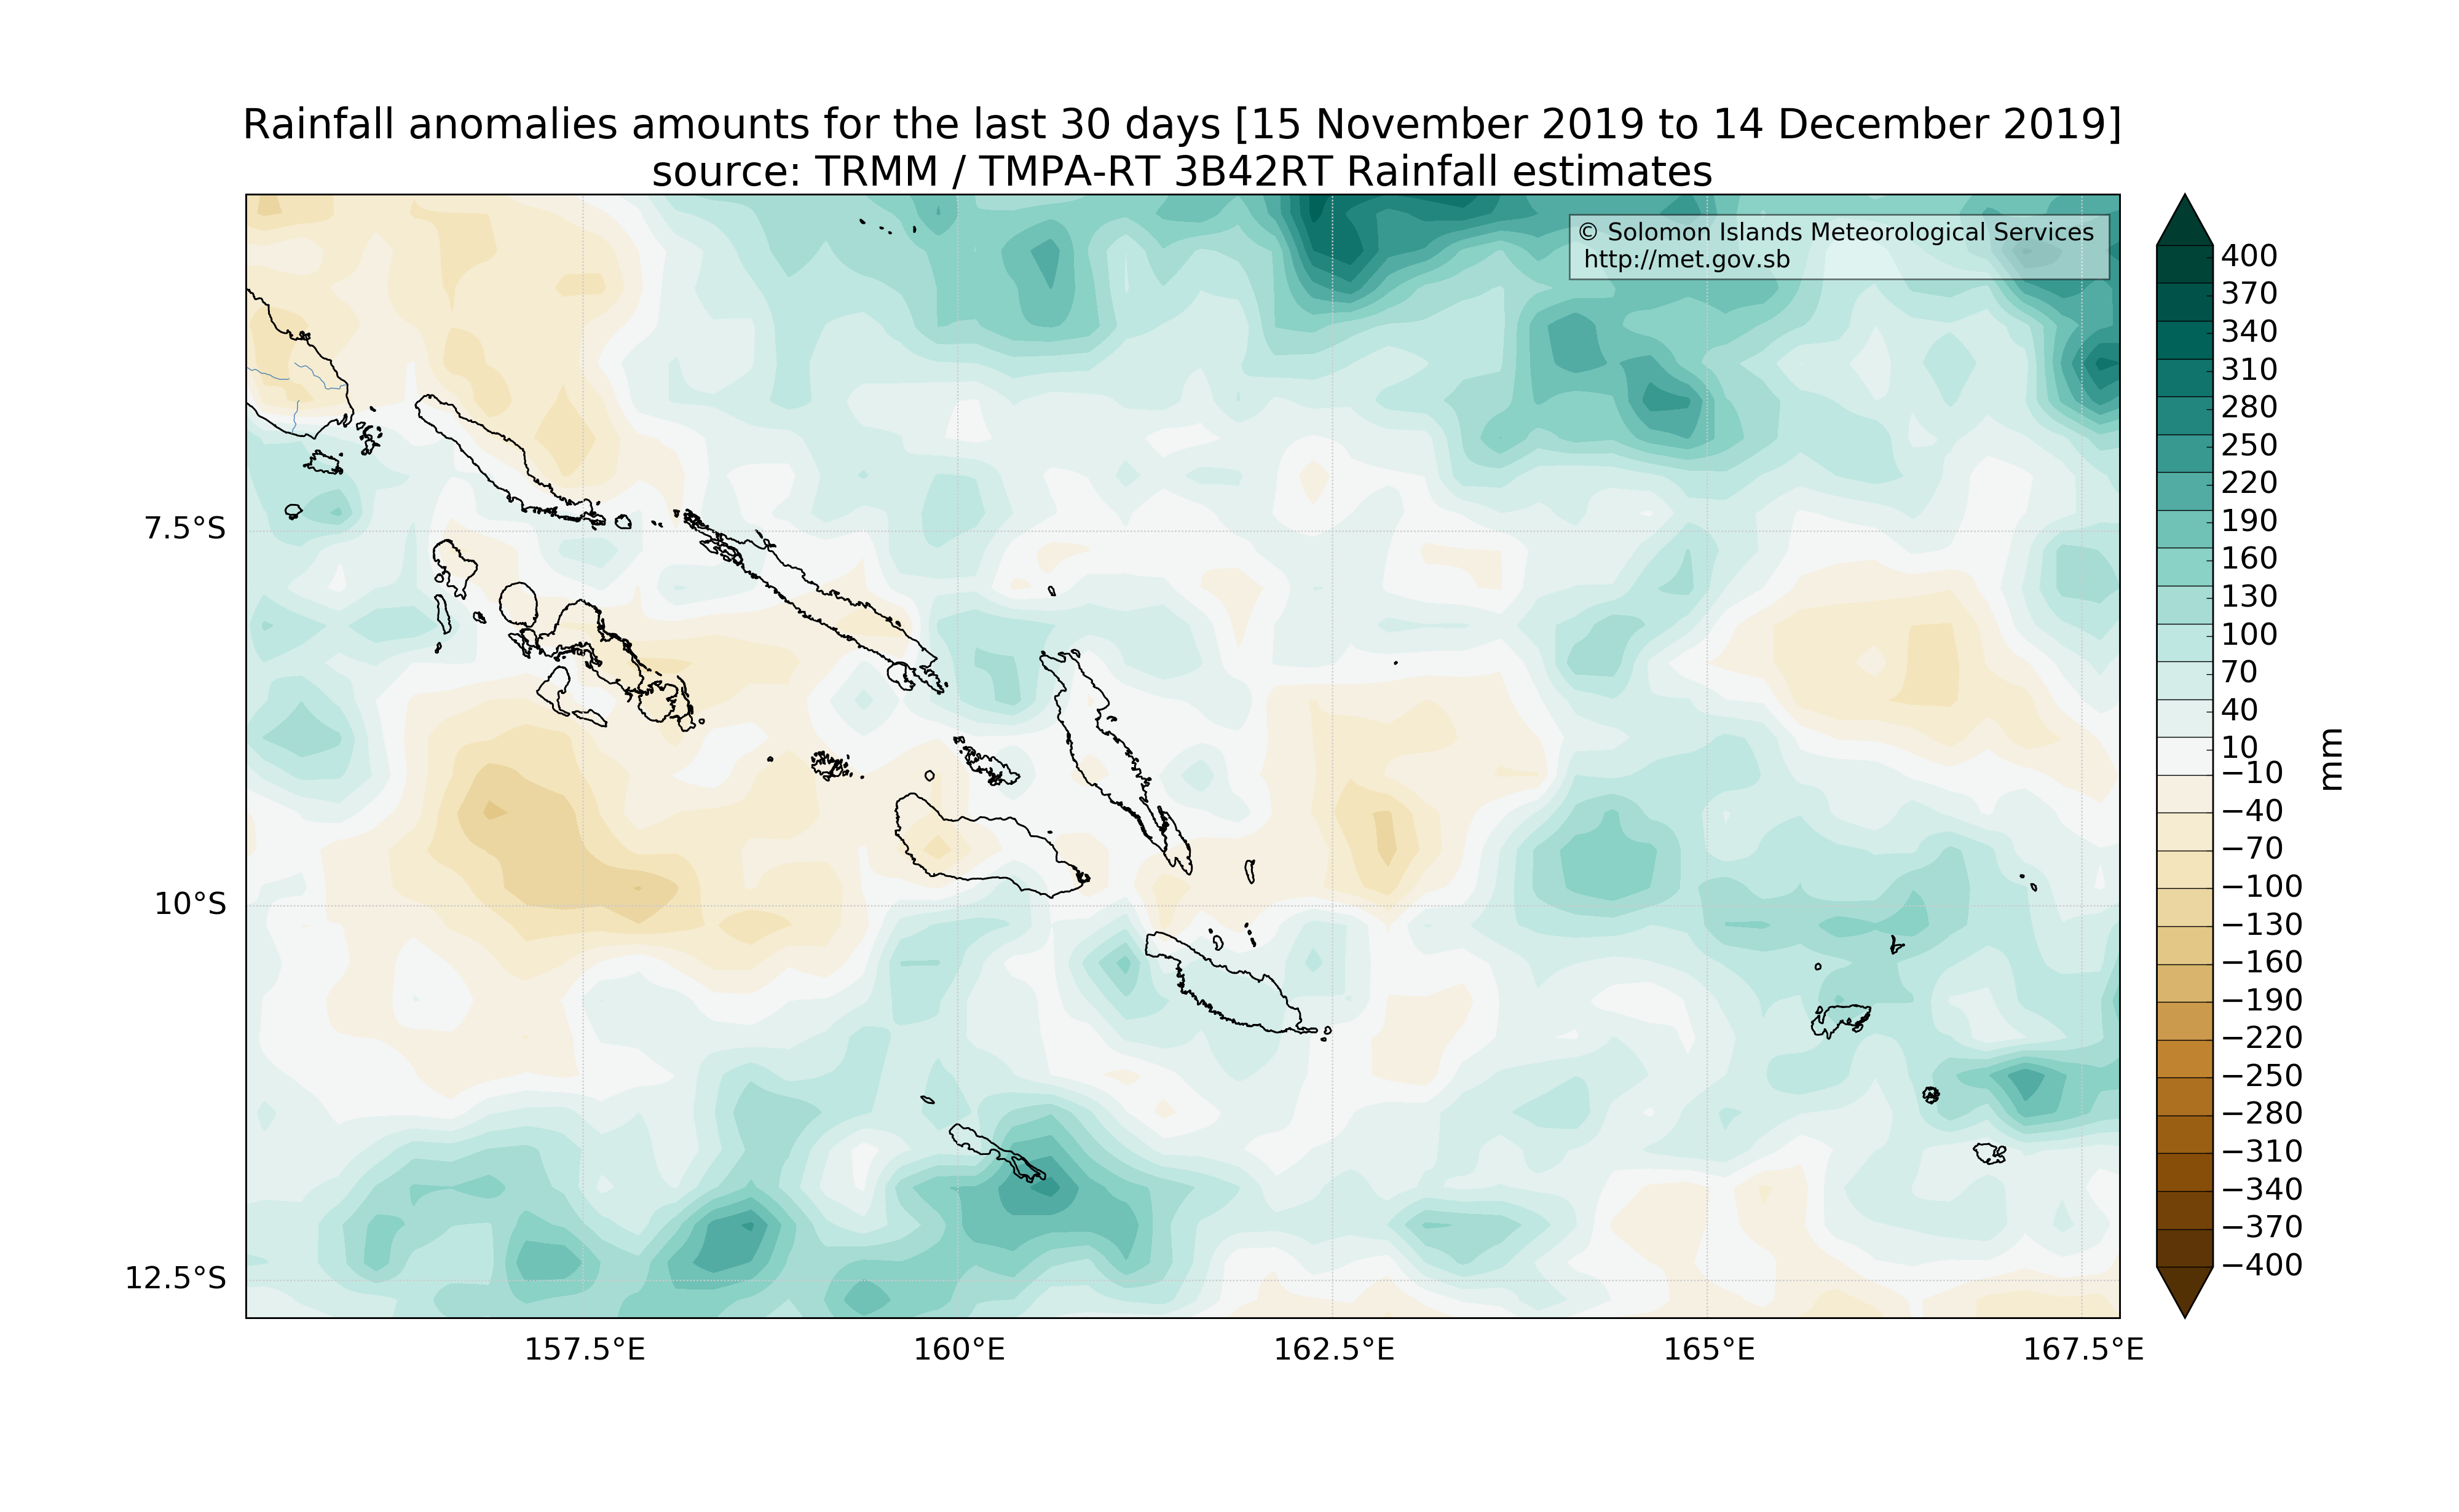 Rainfall anomalies amounts for the last 30 days [15 November 2019 to 14 December 2019]
source: TRMM / TMPA-RT 3B42RT Rainfall estimates
© Solomon Islands Meteorological Services
http://met.gov.sb
7.5°S
10°S
12.5°S
157.5°E
160°E
162.5°E
165°E
167.5°E
400
370
340
310
280
250
220
190
160
130
100
70
40
10
−10
−40
−70
−100
−130
−160
−190
−220
−250
−280
−310
−340
−370
−400
mm